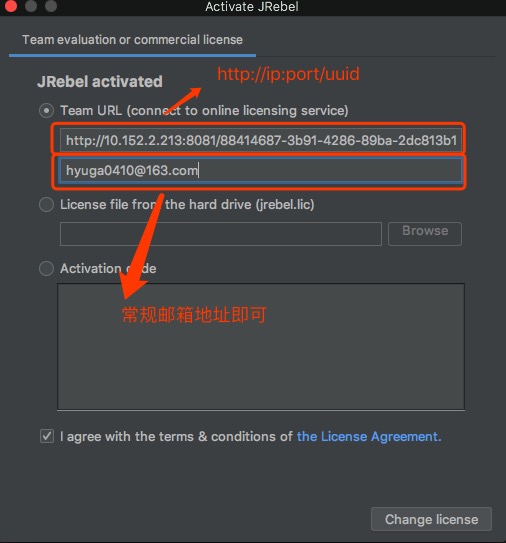 Activate JRebel
Team evaluation or commercial license
JRebel activated
http://ip:port/uuid
Team URL (connect to online licensing service)
http://10.152.2.213:8081/88414687-3b91-4286-89ba-2dc813b1
hyuga0410@163.com
License file from the hard drive (jrebel.lic)
Browse
Activation code
常规邮箱地址即可
I agree with the terms & conditions of the License Agreement.
Change license